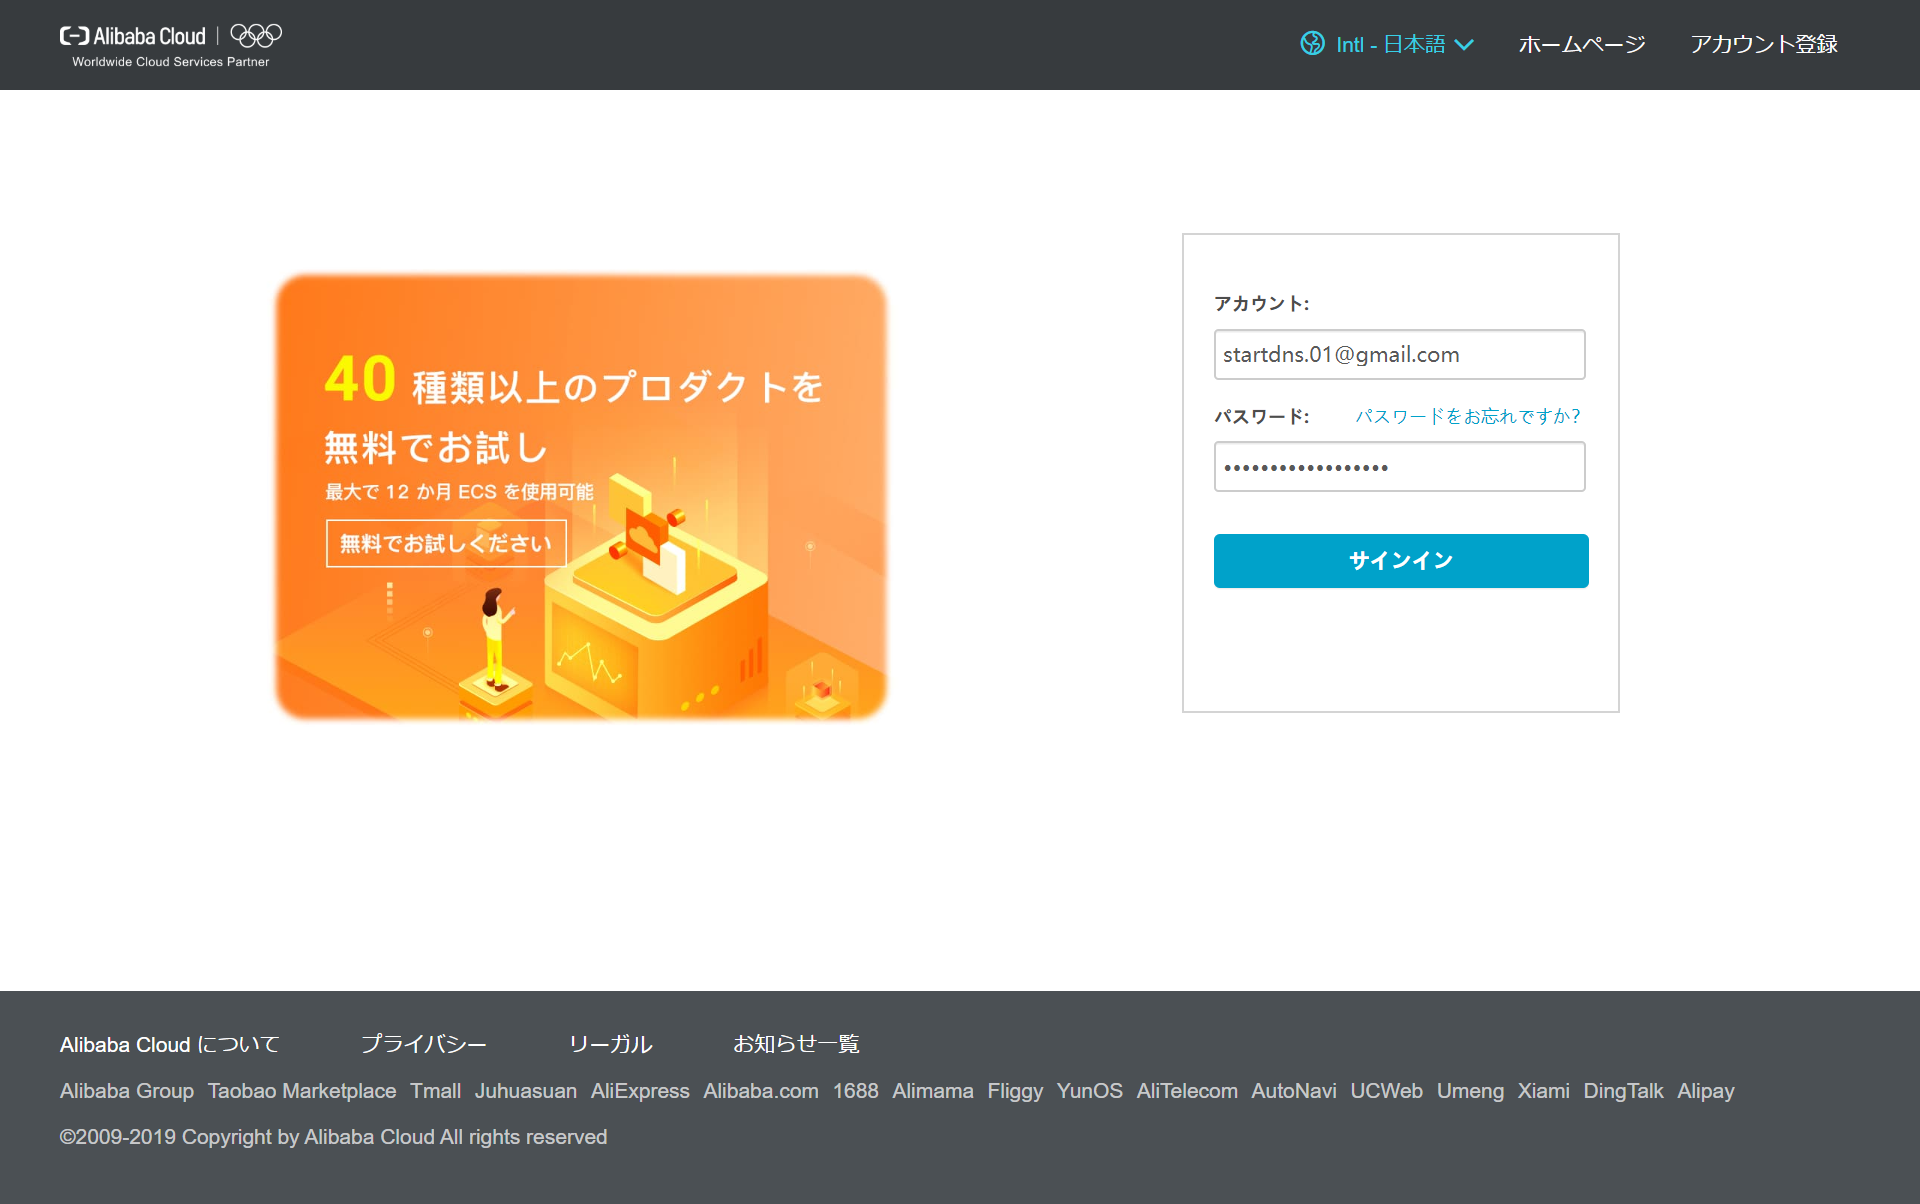 Alibaba Cloud
Worldwide Cloud Services Partner
Intl - 日本語
ホームページ
アカウント登録
40 種類以上のプロダクトを
無料でお試し
最大で 12 か月 ECS を使用可能
無料でお試しください
アカウント:
startdns.01@gmail.com
パスワード:
パスワードをお忘れですか?
••••••••••••••••••
サインイン
Alibaba Cloud について
プライバシー
リーガル
お知らせ一覧
Alibaba Group Taobao Marketplace Tmall Juhuasuan AliExpress Alibaba.com 1688 Alimama Fliggy YunOS AliTelecom AutoNavi UCWeb Umeng Xiami DingTalk Alipay
©2009-2019 Copyright by Alibaba Cloud All rights reserved